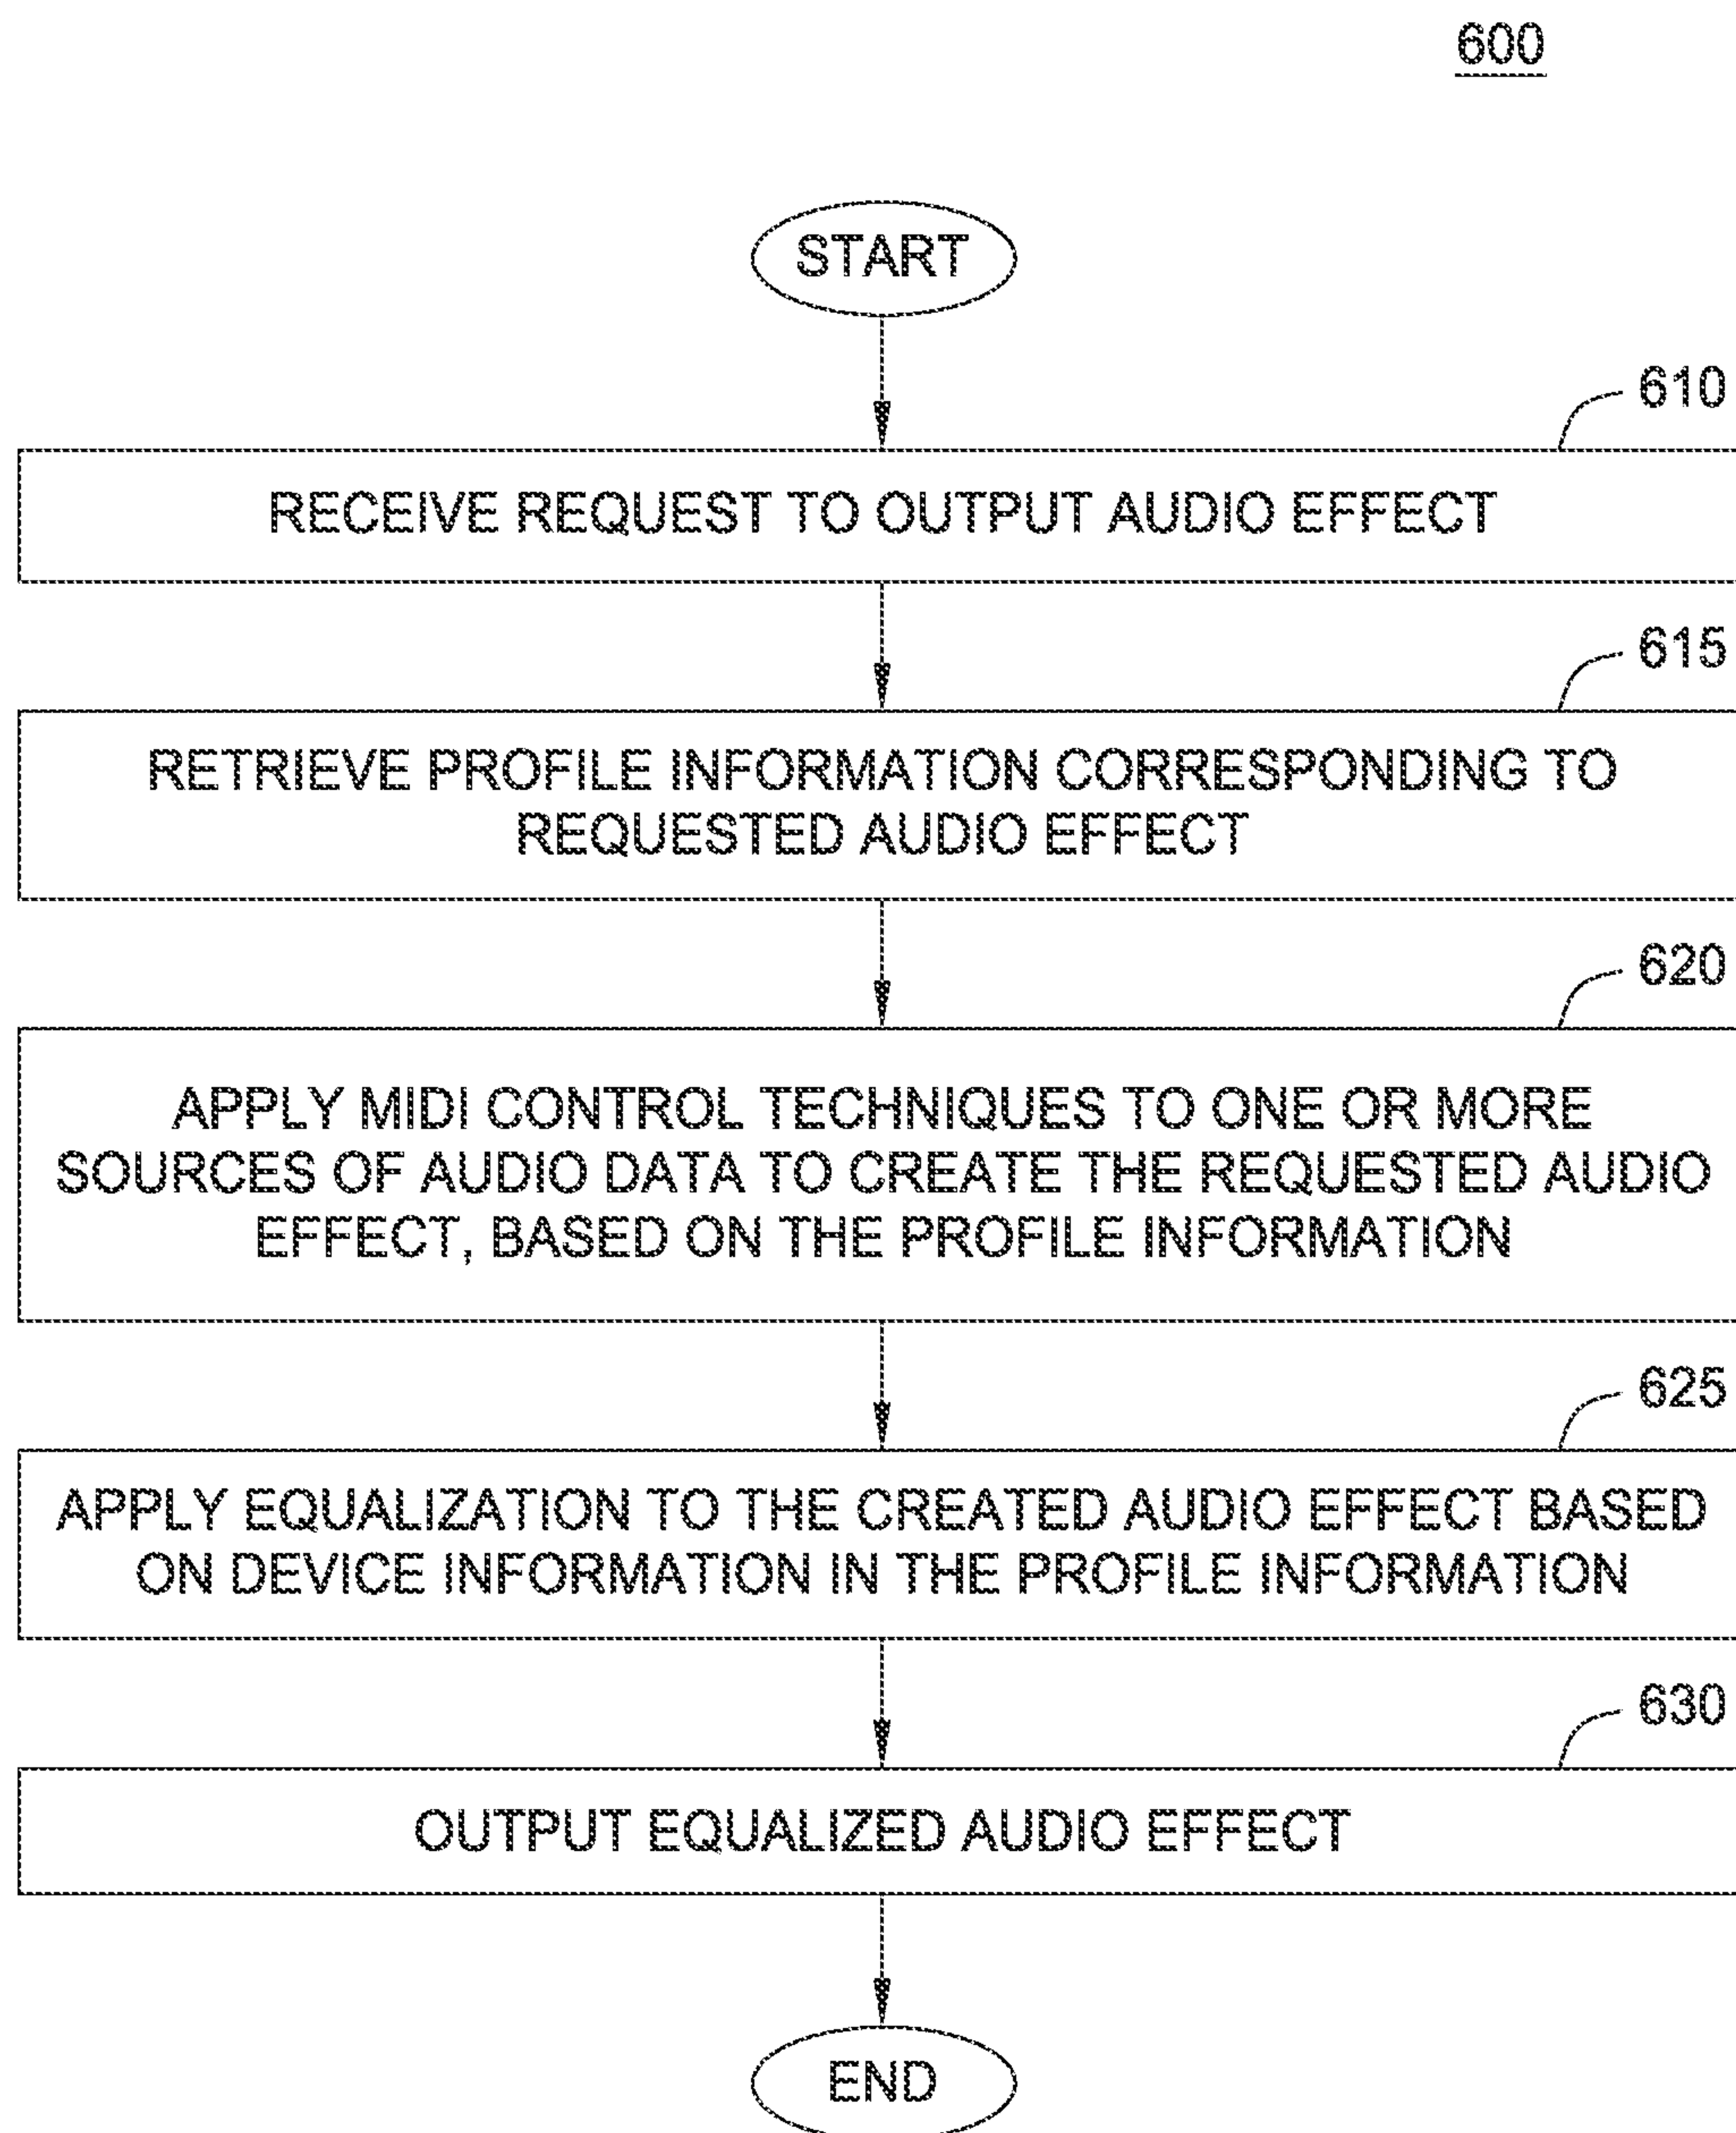 600
START
610
RECEIVE REQUEST TO OUTPUT AUDIO EFFECT
615
RETRIEVE PROFILE INFORMATION CORRESPONDING TO
REQUESTED AUDIO EFFECT
620
APPLY MIDI CONTROL TECHNIQUES TO ONE OR MORE
SOURCES OF AUDIO DATA TO CREATE THE REQUESTED AUDIO
EFFECT, BASED ON THE PROFILE INFORMATION
625
APPLY EQUALIZATION TO THE CREATED AUDIO EFFECT BASED
ON DEVICE INFORMATION IN THE PROFILE INFORMATION
630
OUTPUT EQUALIZED AUDIO EFFECT
END